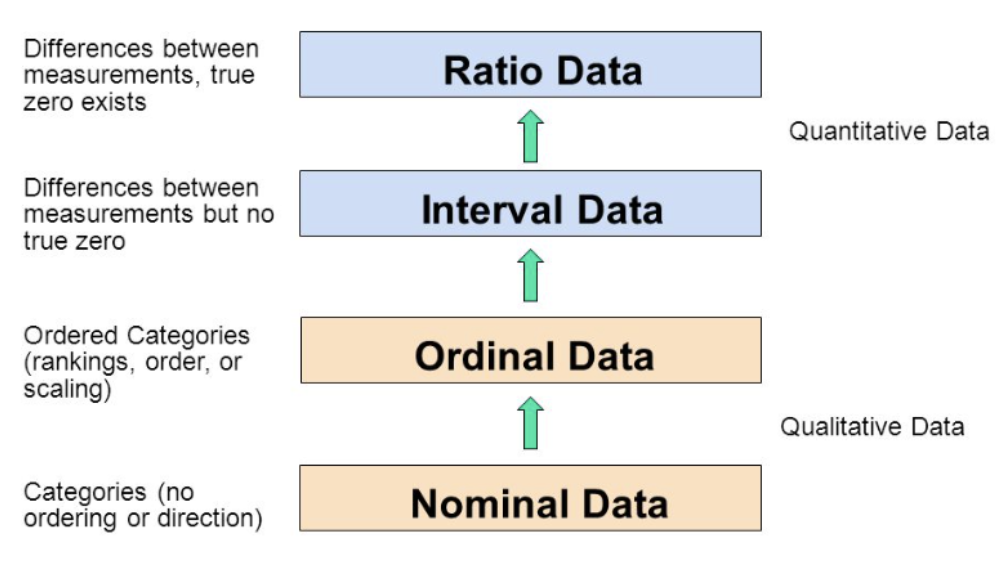 Differences between
measurements, true
zero exists
Ratio Data
Quantitative Data
Differences between
measurements but no
true zero
Interval Data
Ordered Categories
(rankings, order, or
scaling)
Ordinal Data
Qualitative Data
Categories (no
ordering or direction)
Nominal Data